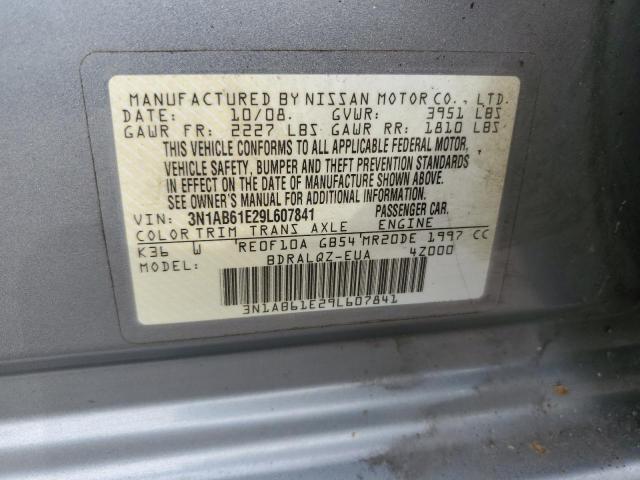 MANUFACTURED BY NISSAN MOTOR CO., LTD.
DATE: 10/08. GVWR: 3951 LBS
GAWR FR: 2227 LBS GAWR RR: 1810 LBS
THIS VEHICLE CONFORMS TO ALL APPLICABLE FEDERAL MOTOR
VEHICLE SAFETY, BUMPER AND THEFT PREVENTION STANDARDS
IN EFFECT ON THE DATE OF MANUFACTURE SHOWN ABOVE.
SEE OWNER'S MANUAL FOR ADDITIONAL INFORMATION.
VIN: 3N1AB61E29L607841 PASSENGER CAR.
COLOR TRIM TRANS AXLE ENGINE
K36 W RE0F10A GB54 MR20DE 1997 CC
MODEL: BDRALQZ-EUA 4Z000
3N1AB61E29L607841